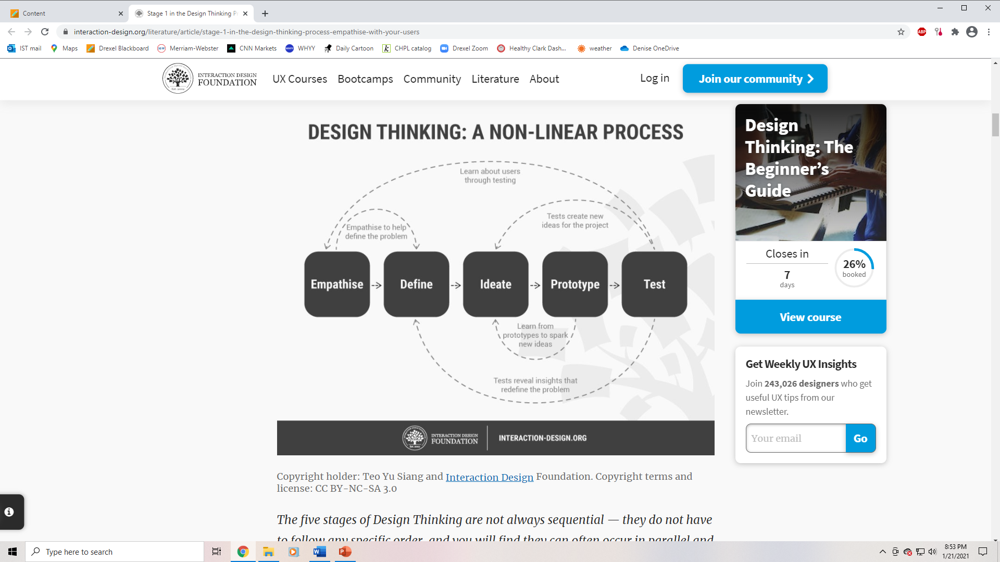 Content
Stage 1 in the Design Thinking P
interaction-design.org/literature/article/stage-1-in-the-design-thinking-process-empathise-with-your-users
ABP
IST mail
Maps
Drexel Blackboard
Merriam-Webster
CNN Markets
WHYY
Daily Cartoon
CHPL catalog
Drexel Zoom
Healthy Clark Dash...
weather
Denise OneDrive
INTERACTION DESIGN
FOUNDATION
Est. 2002
UX Courses
Bootcamps
Community
Literature
About
Log in
Join our community
DESIGN THINKING: A NON-LINEAR PROCESS
Learn about users
through testing
Tests create new
ideas for the project
Empathise to help
define the problem
Empathise
Define
Ideate
Prototype
Test
Learn from
prototypes to spark
new ideas
Tests reveal insights that
redefine the problem
INTERACTION DESIGN
FOUNDATION
INTERACTION-DESIGN.ORG
Copyright holder: Teo Yu Siang and Interaction Design Foundation. Copyright terms and
license: CC BY-NC-SA 3.0
The five stages of Design Thinking are not always sequential — they do not have
to follow any specific order, and you will find they can often occur in parallel and
Design
Thinking: The
Beginner's
Guide
Closes in
7
days
26%
booked
View course
Get Weekly UX Insights
Join 243,026 designers who get
useful UX tips from our
newsletter.
Your email
Go
Type here to search
8:53 PM
1/21/2021